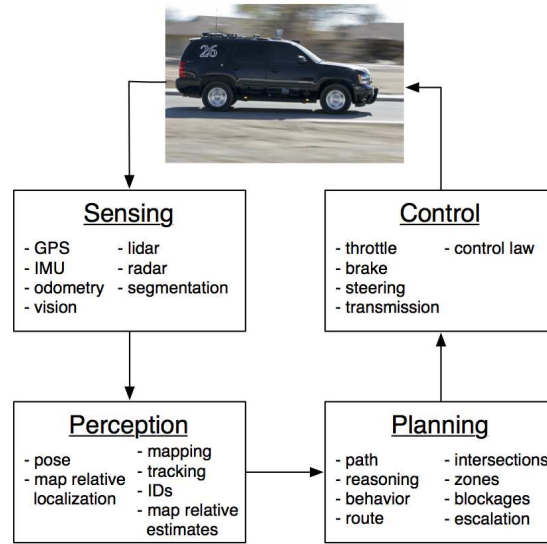 26
Sensing
- GPS
- IMU
- odometry
- vision
- lidar
- radar
- segmentation
Control
- throttle
- brake
- steering
- transmission
- control law
Perception
- pose
- map relative
localization
- mapping
- tracking
- IDs
- map relative
estimates
Planning
- path
- reasoning
- behavior
- route
- intersections
- zones
- blockages
- escalation